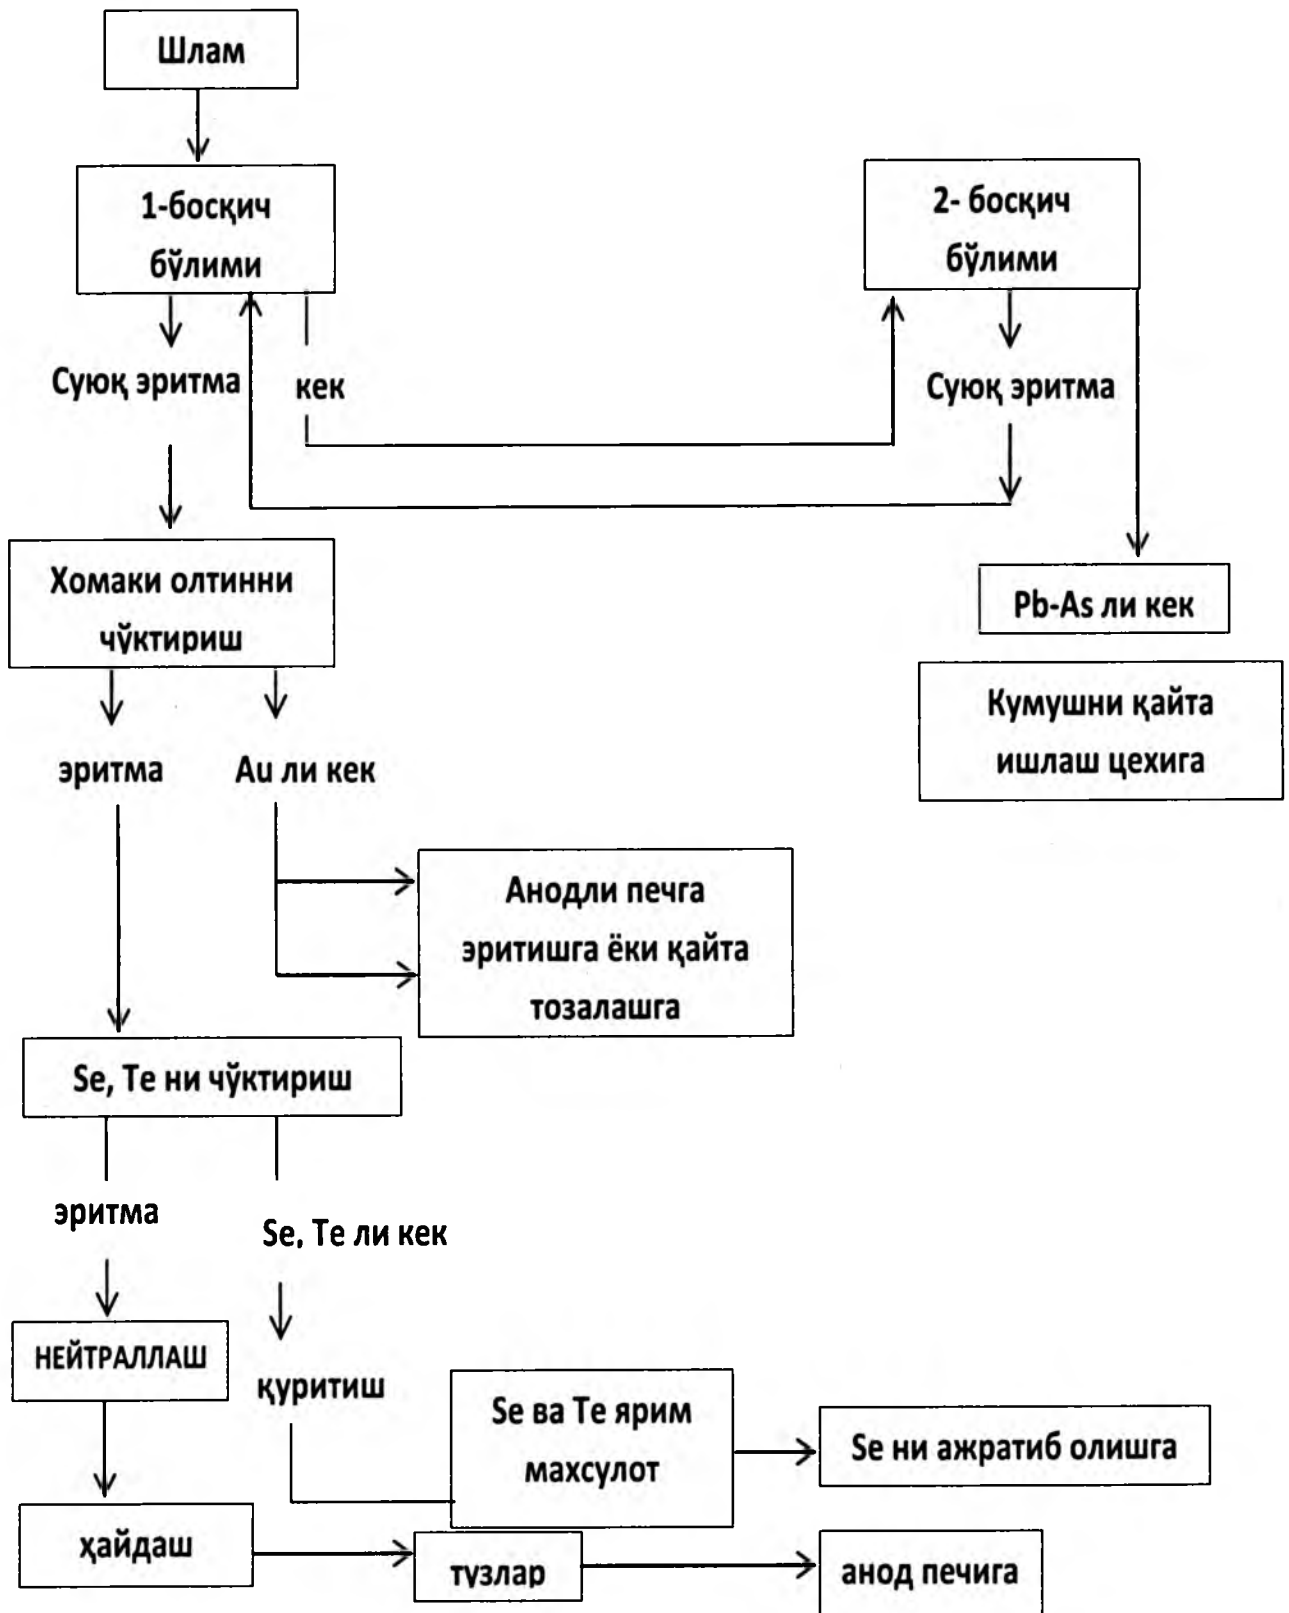 Шлам
1-босқич
бўлими
2- босқич
бўлими
Суюқ эритма
кек
Суюқ эритма
Хомаки олтинни
чўктириш
Pb-As ли кек
Кумушни қайта
ишлаш цехига
эритма
Au ли кек
Анодли печга
эритишга ёки қайта
тозалашга
Se, Te ни чўктириш
эритма
Se, Te ли кек
НЕЙТРАЛЛАШ
қуритиш
Se ва Te ярим
махсулот
Se ни ажратиб олишга
ҳайдаш
тузлар
анод печига